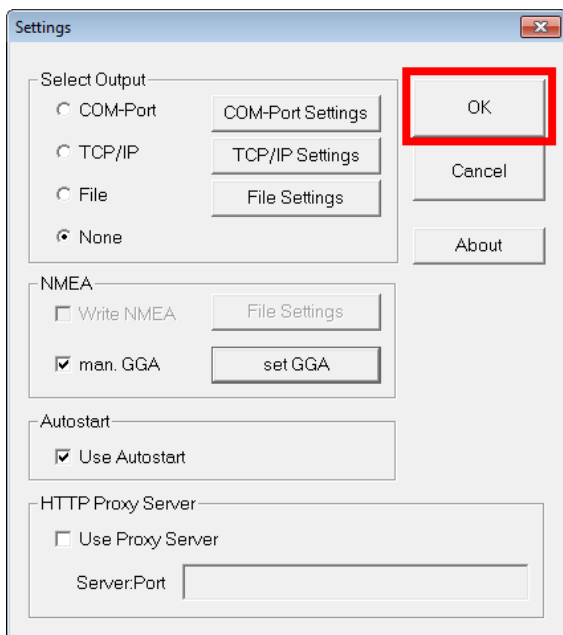 Settings
Select Output
COM-Port
COM-Port Settings
OK
TCP/IP
TCP/IP Settings
Cancel
File
File Settings
None
About
NMEA
Write NMEA
File Settings
man. GGA
set GGA
Autostart
Use Autostart
HTTP Proxy Server
Use Proxy Server
Server:Port